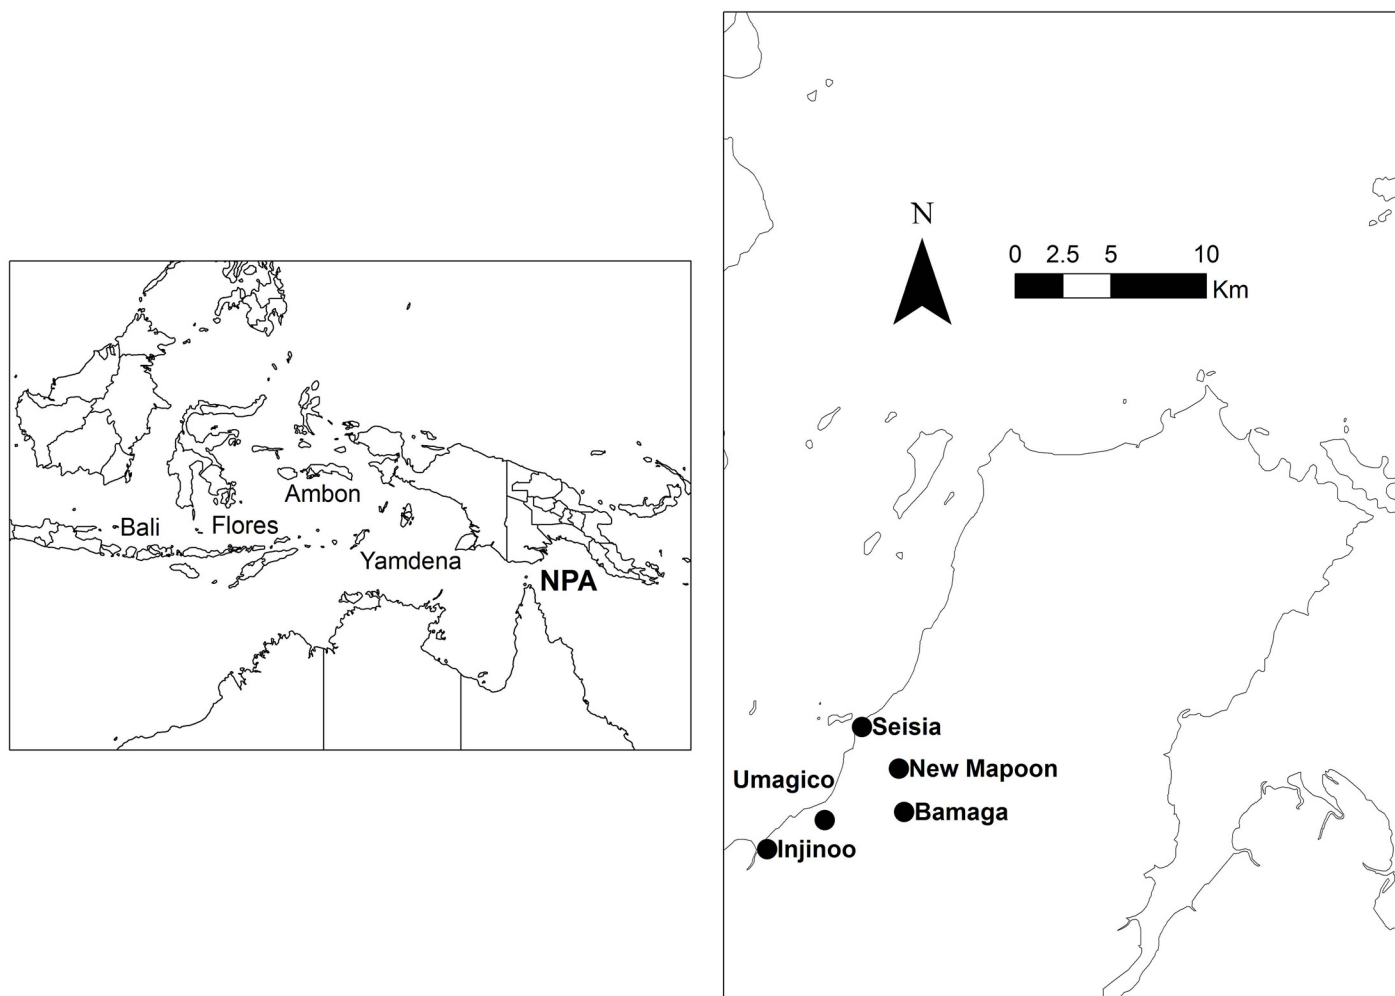 Ambon
Bali
Flores
Yamdena
NPA
N
0 2.5 5 10
Km
Seisia
New Mapoon
Umagico
Bamaga
Injinoo